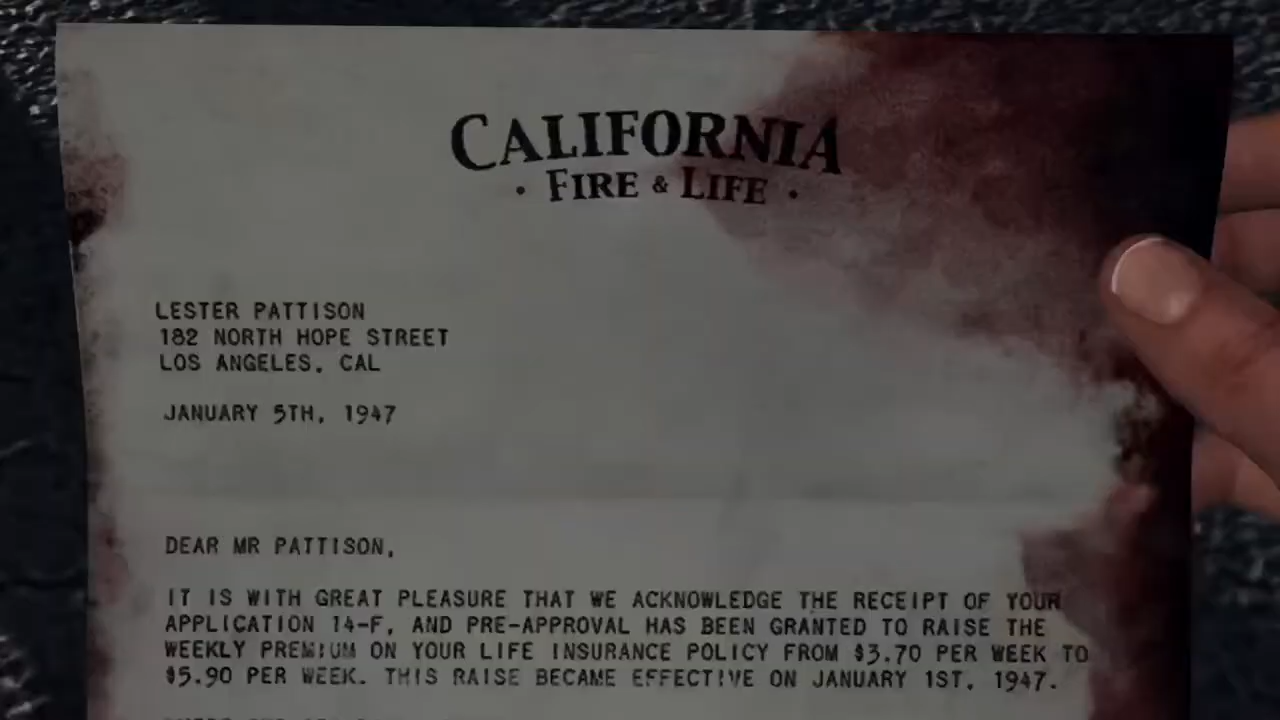 CALIFORNIA
• FIRE & LIFE •
LESTER PATTISON
182 NORTH HOPE STREET
LOS ANGELES, CAL
JANUARY 5TH, 1947
DEAR MR PATTISON,
IT IS WITH GREAT PLEASURE THAT WE ACKNOWLEDGE THE RECEIPT OF YOUR
APPLICATION 14-F, AND PRE-APPROVAL HAS BEEN GRANTED TO RAISE THE
WEEKLY PREMIUM ON YOUR LIFE INSURANCE POLICY FROM $3.70 PER WEEK TO
$5.90 PER WEEK. THIS RAISE BECAME EFFECTIVE ON JANUARY 1ST, 1947.